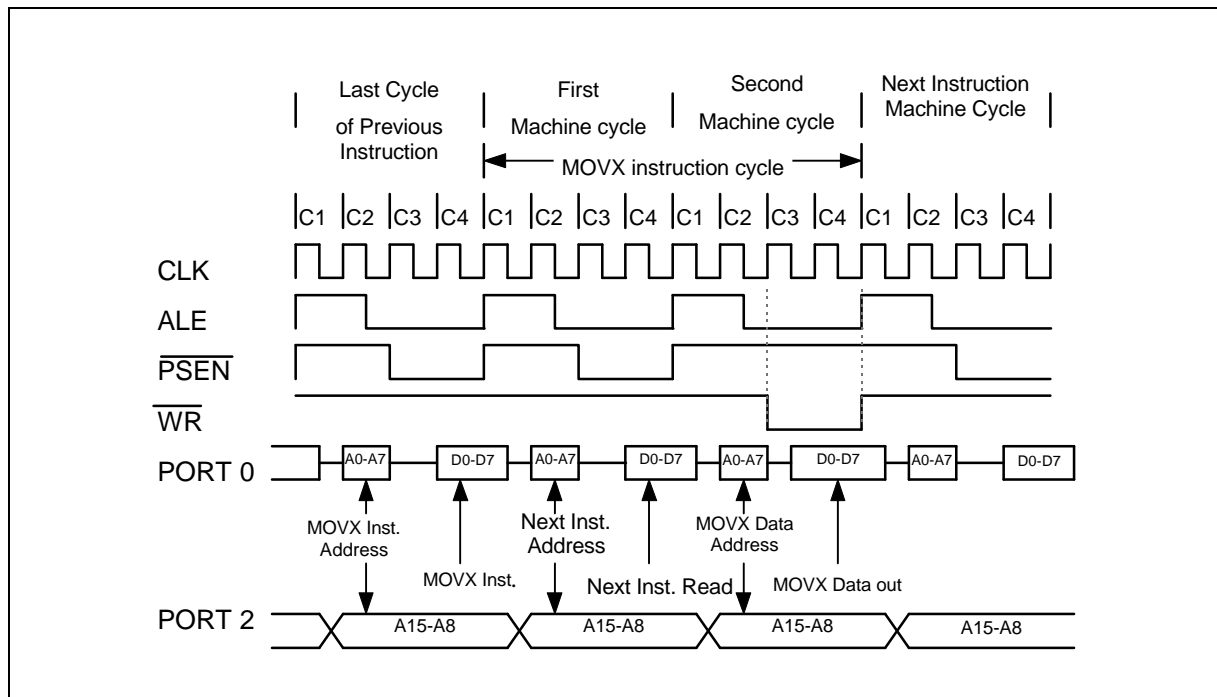 Last Cycle
of Previous
Instruction
First
Machine cycle
Second
Machine cycle
Next Instruction
Machine Cycle
MOVX instruction cycle
C1 C2 C3 C4 C1 C2 C3 C4 C1 C2 C3 C4 C1 C2 C3 C4
CLK
ALE
PSEN
WR
PORT 0
A0-A7 D0-D7 A0-A7 D0-D7 A0-A7 D0-D7 A0-A7 D0-D7
MOVX Inst.
Address
MOVX Inst.
Next Inst.
Address
Next Inst. Read
MOVX Data
Address
MOVX Data out
PORT 2
A15-A8 A15-A8 A15-A8 A15-A8